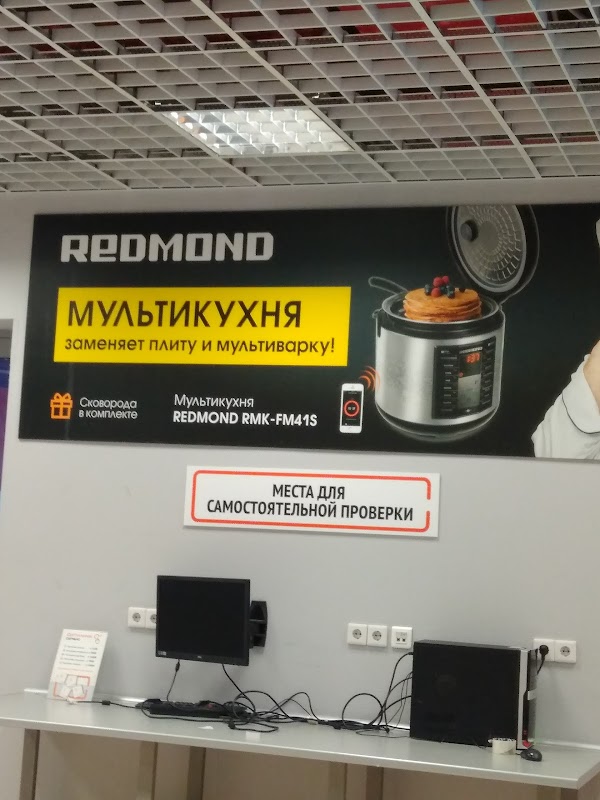 REDMOND
МУЛЬТИКУХНЯ
заменяет плиту и мультиварку!
Сковорода
в комплекте
Мультикухня
REDMOND RMK-FM41S
МЕСТА ДЛЯ
САМОСТОЯТЕЛЬНОЙ ПРОВЕРКИ